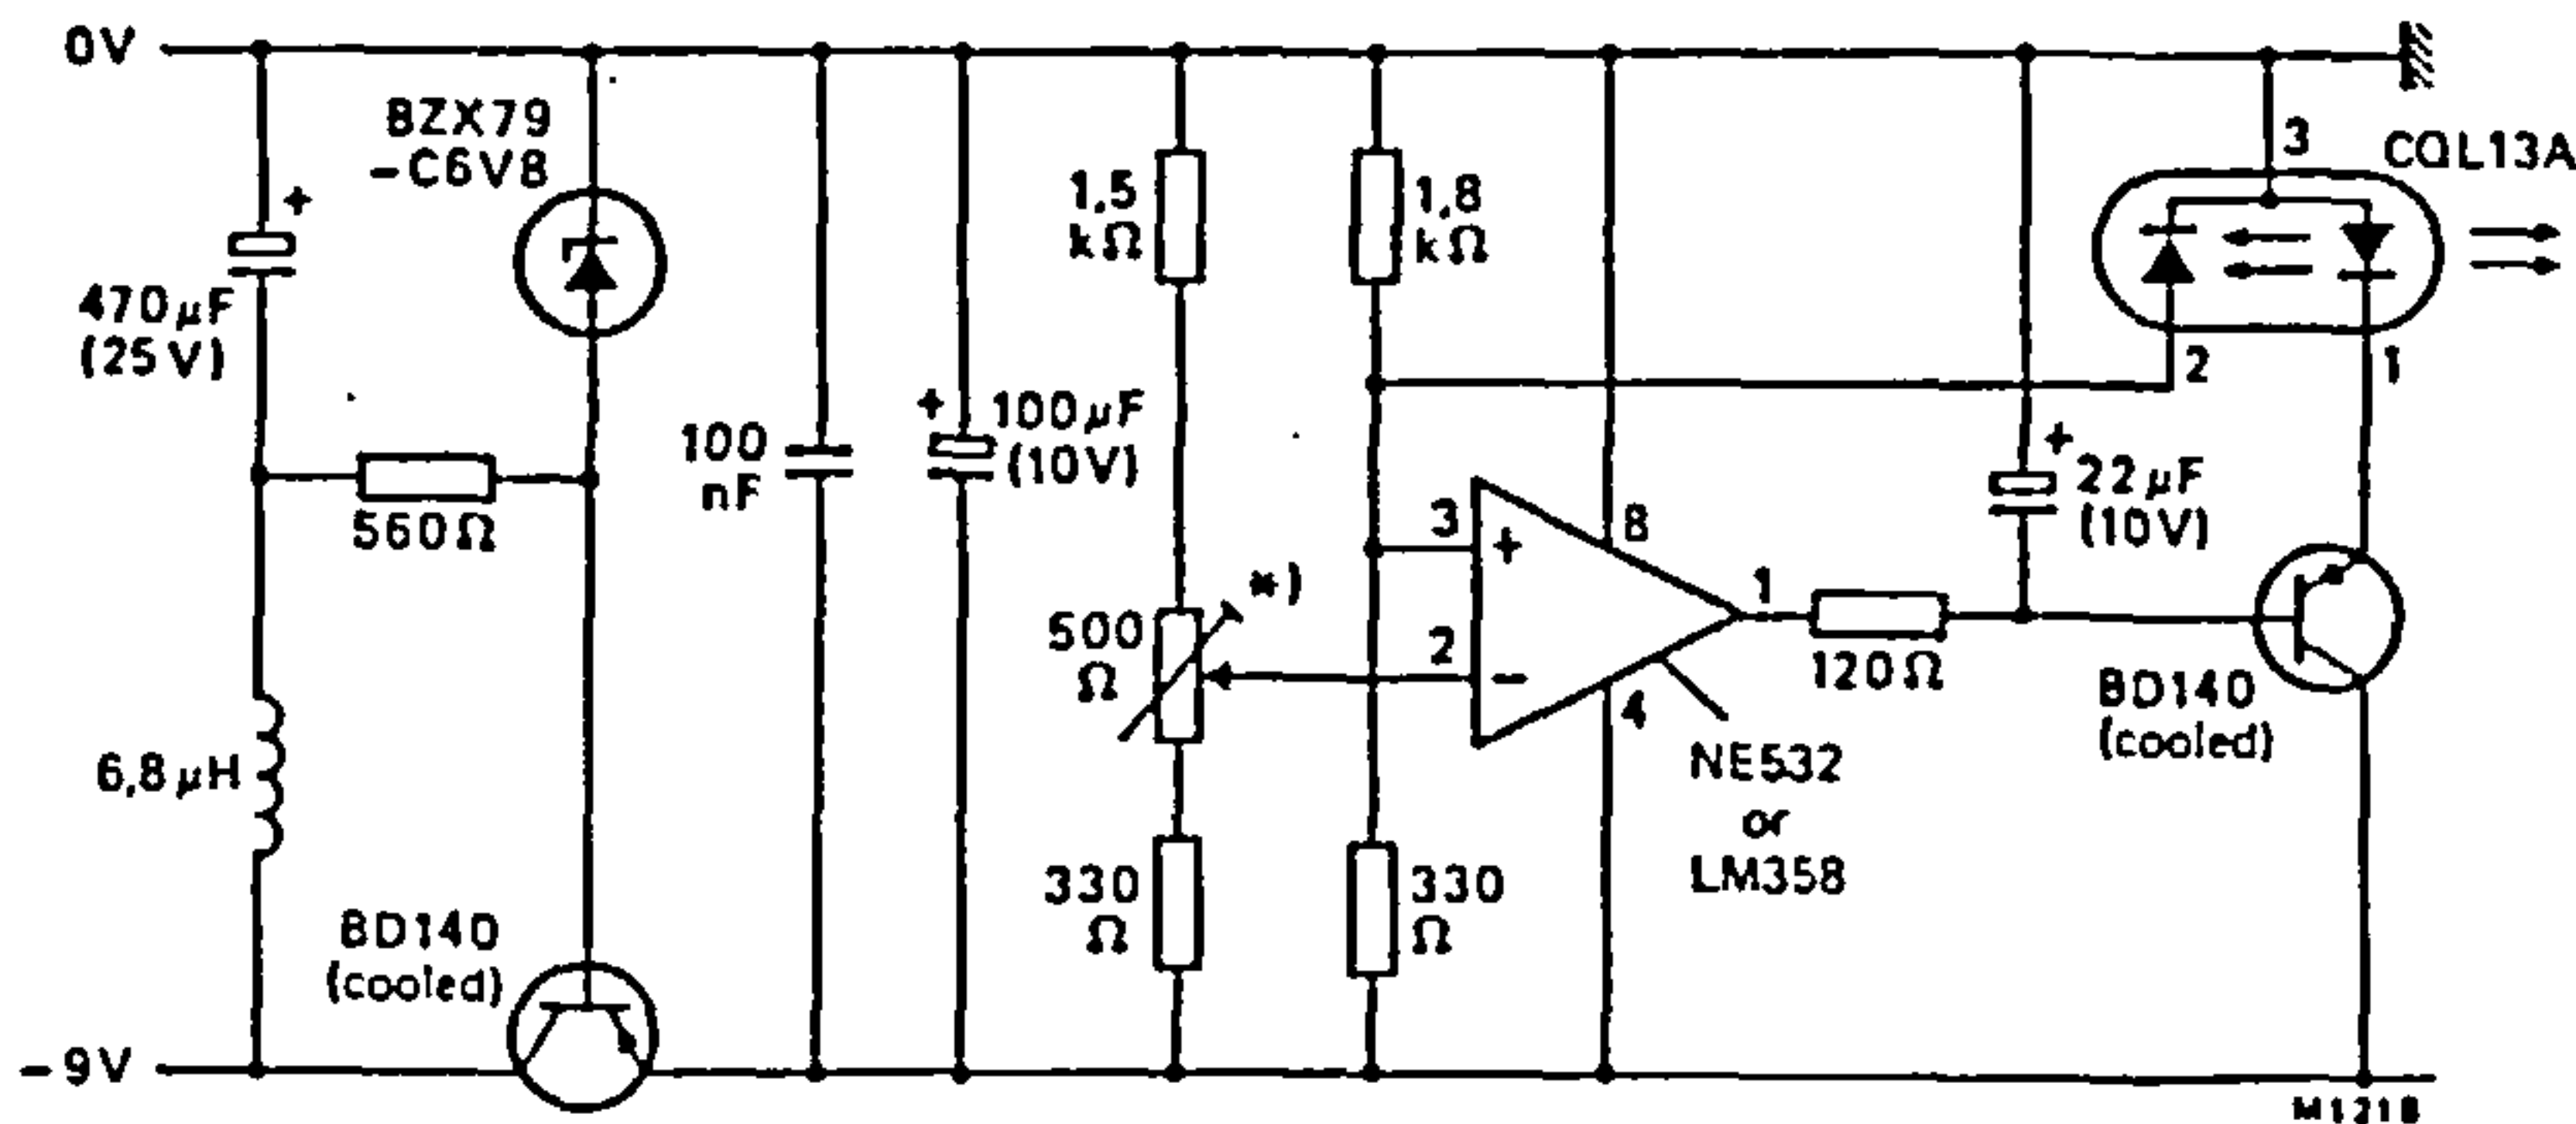 0V
BZX79
-C6V8
+
470μF
(25V)
560Ω
6,8μH
BD140
(cooled)
-9V
100
nF
+
100μF
(10V)
1,5
kΩ
1,8
kΩ
500
Ω
*)
330
Ω
330
Ω
3
+
2
-
8
4
1
NE532
or
LM358
120Ω
+
22μF
(10V)
BD140
(cooled)
3
CQL13A
2
1
M1218